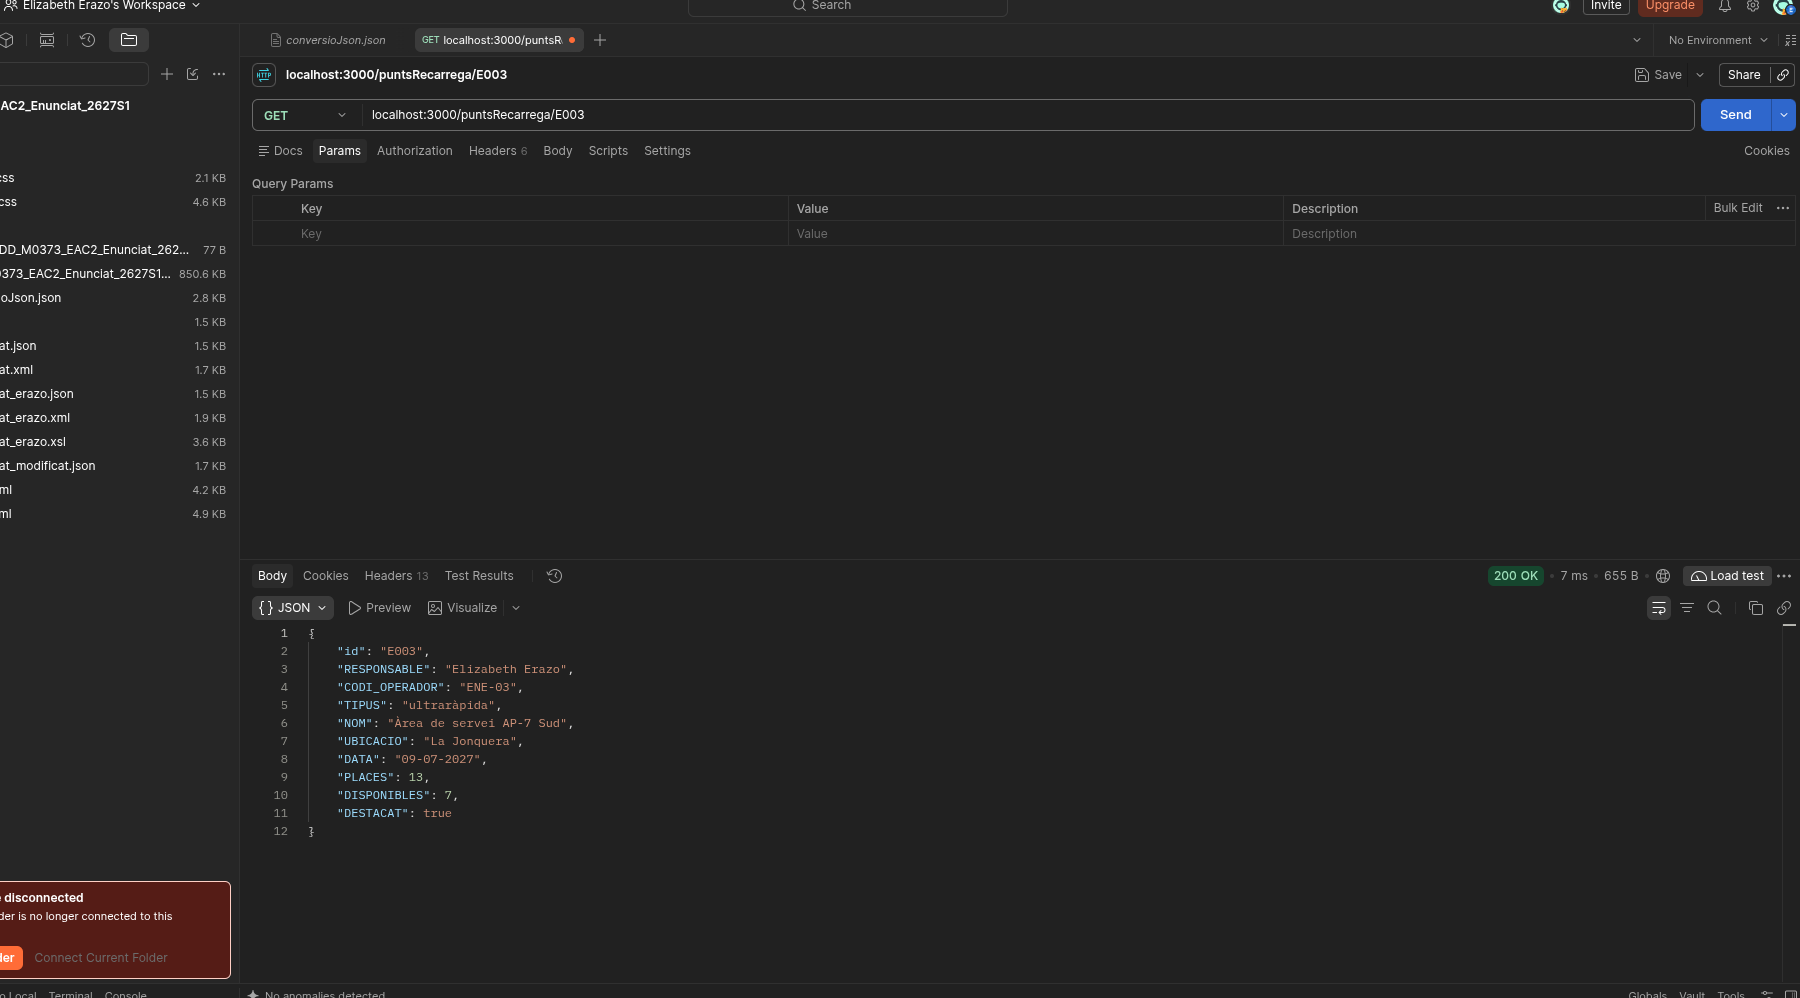 Elizabeth Erazo's Workspace
Search
Invite
Upgrade
conversioJson.json
GET localhost:3000/puntsR
No Environment
AC2_Enunciat_2627S1
HTTP localhost:3000/puntsRecarrega/E003
Save
Share
GET
localhost:3000/puntsRecarrega/E003
Send
Docs
Params
Authorization
Headers 6
Body
Scripts
Settings
Cookies
Query Params
Key
Value
Description
Bulk Edit
Key
Value
Description
css
2.1 KB
css
4.6 KB
DD_M0373_EAC2_Enunciat_262...
77 B
0373_EAC2_Enunciat_2627S1...
850.6 KB
oJson.json
2.8 KB
1.5 KB
at.json
1.5 KB
at.xml
1.7 KB
at_erazo.json
1.5 KB
at_erazo.xml
1.9 KB
at_erazo.xsl
3.6 KB
at_modificat.json
1.7 KB
ml
4.2 KB
ml
4.9 KB
Body
Cookies
Headers 13
Test Results
200 OK
7 ms
655 B
Load test
{} JSON
Preview
Visualize
1 {
2 "id": "E003",
3 "RESPONSABLE": "Elizabeth Erazo",
4 "CODI_OPERADOR": "ENE-03",
5 "TIPUS": "ultraràpida",
6 "NOM": "Àrea de servei AP-7 Sud",
7 "UBICACIO": "La Jonquera",
8 "DATA": "09-07-2027",
9 "PLACES": 13,
10 "DISPONIBLES": 7,
11 "DESTACAT": true
12 }
disconnected
der is no longer connected to this
der
Connect Current Folder
o Local
Terminal
Console
No anomalies detected
Globals
Vault
Tools